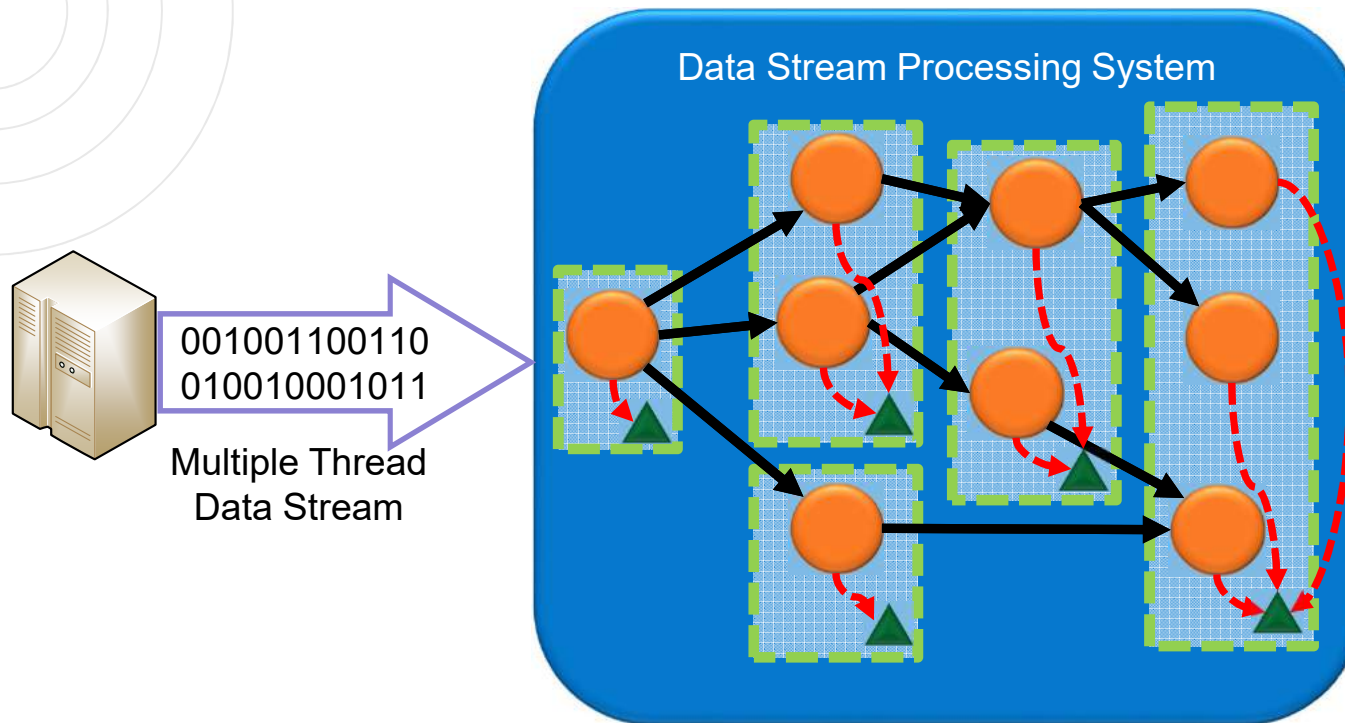 Data Stream Processing System
001001100110
010010001011
Multiple Thread
Data Stream